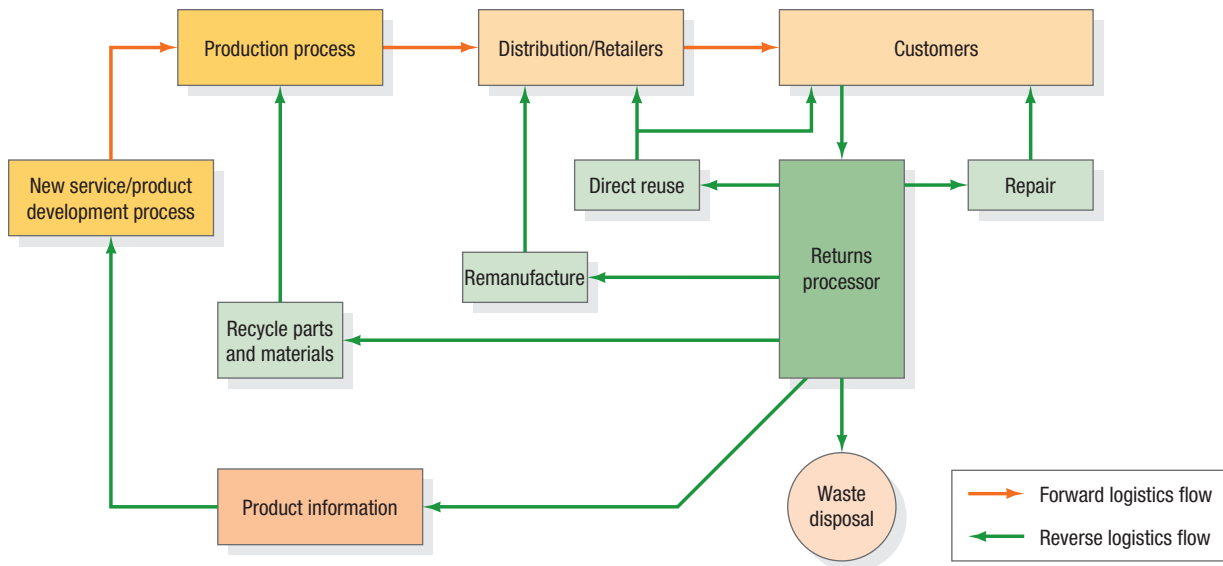 Production process
Distribution/Retailers
Customers
New service/product
development process
Direct reuse
Repair
Returns
processor
Remanufacture
Recycle parts
and materials
Product information
Waste
disposal
Forward logistics flow
Reverse logistics flow